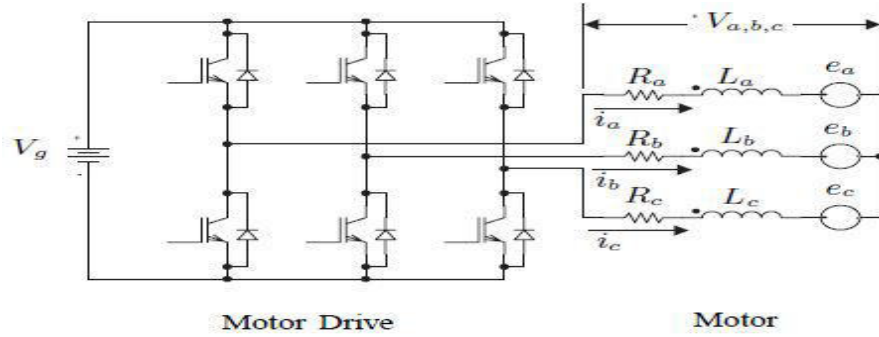 V_{a,b,c}
R_a L_a e_a
i_a
V_g
R_b L_b e_b
i_b
R_c L_c e_c
i_c
Motor Drive Motor